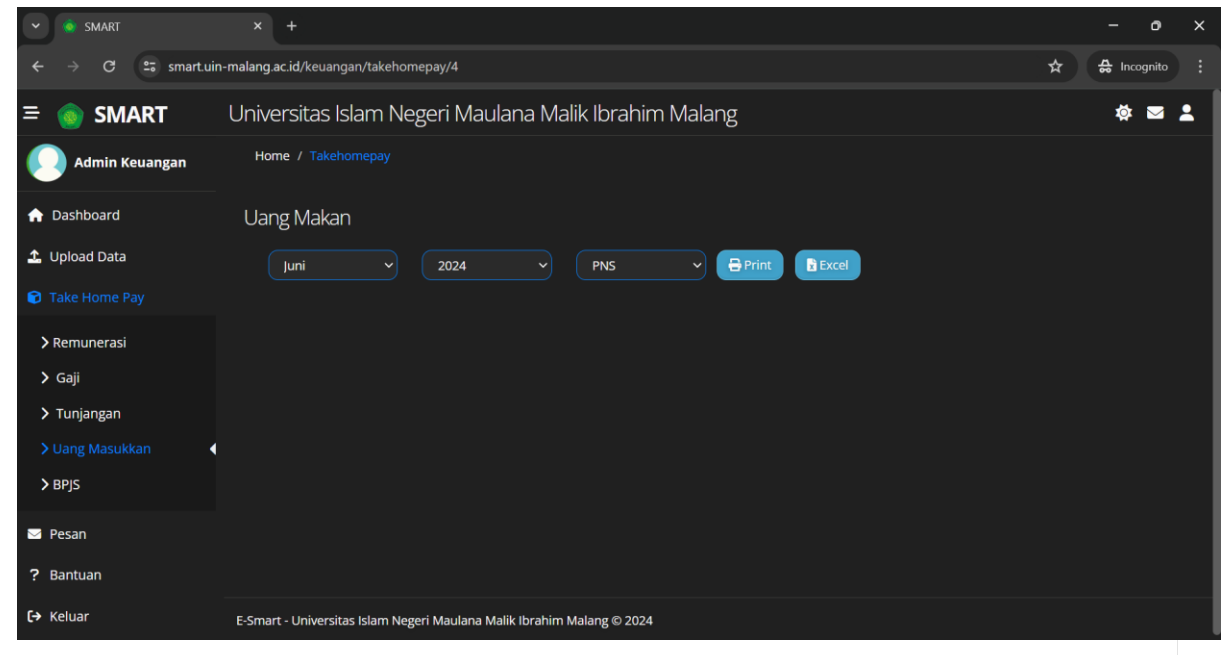 SMART
smart.uin-malang.ac.id/keuangan/takehomepay/4
Incognito
SMART
Universitas Islam Negeri Maulana Malik Ibrahim Malang
Admin Keuangan
Home / Takehomepay
Dashboard
Upload Data
Take Home Pay
Remunerasi
Gaji
Tunjangan
Uang Masukkan
BPJS
Pesan
? Bantuan
Keluar
Uang Makan
Juni 2024 PNS Print Excel
E-Smart - Universitas Islam Negeri Maulana Malik Ibrahim Malang © 2024